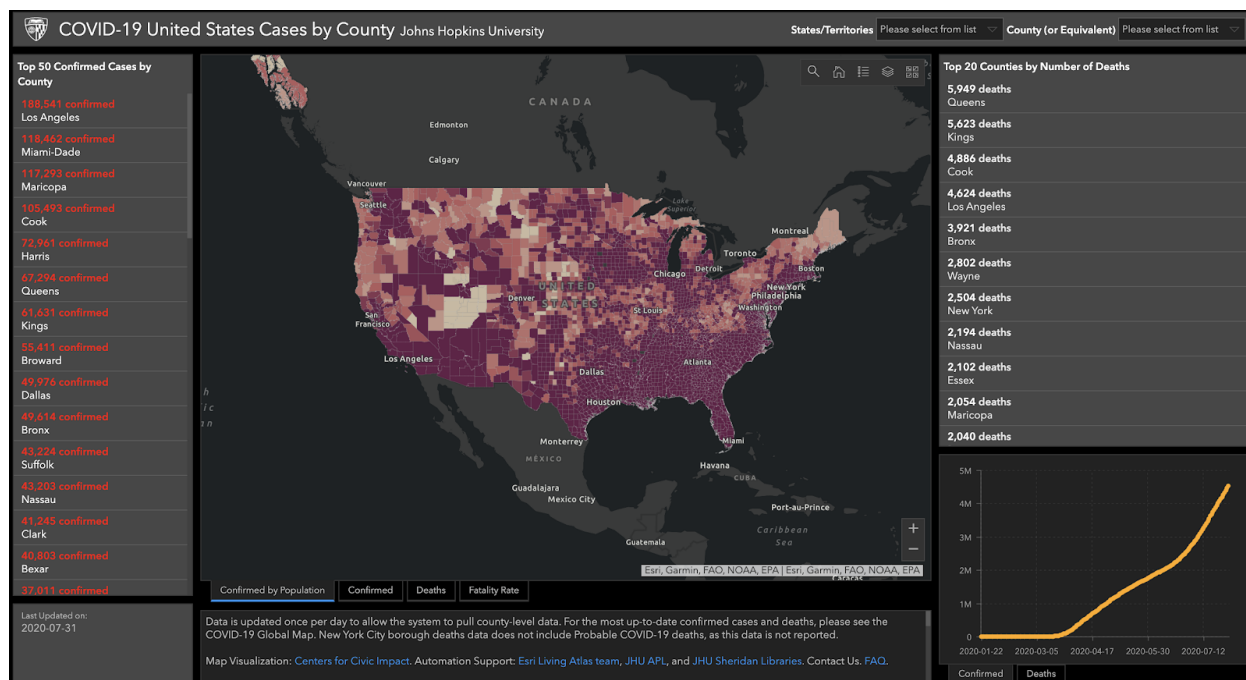 COVID-19 United States Cases by County Johns Hopkins University
States/Territories Please select from list County (or Equivalent) Please select from list
Top 50 Confirmed Cases by
County
188,541 confirmed
Los Angeles
118,462 confirmed
Miami-Dade
117,293 confirmed
Maricopa
105,493 confirmed
Cook
72,961 confirmed
Harris
67,294 confirmed
Queens
61,631 confirmed
Kings
55,411 confirmed
Broward
49,976 confirmed
Dallas
49,614 confirmed
Bronx
43,224 confirmed
Suffolk
43,203 confirmed
Nassau
41,245 confirmed
Clark
40,803 confirmed
Bexar
37,011 confirmed
Last Updated on:
2020-07-31
CANADA
Edmonton
Calgary
Vancouver
Seattle
Lake
Superior
Montreal
Toronto
Chicago
Detroit
Boston
UNITED
STATES
Denver
New York
Philadelphia
St Louis
Washington
San
Francisco
Los Angeles
Atlanta
Dallas
Houston
Monterrey
Miami
MÉXICO
Havana
CUBA
Guadalajara
Mexico City
Port-au-Prince
Caribbean
Sea
Guatemala
Caracas
Esri, Garmin, FAO, NOAA, EPA | Esri, Garmin, FAO, NOAA, EPA
Confirmed by Population
Confirmed
Deaths
Fatality Rate
Data is updated once per day to allow the system to pull county-level data. For the most up-to-date confirmed cases and deaths, please see the
COVID-19 Global Map. New York City borough deaths data does not include Probable COVID-19 deaths, as this data is not reported.
Map Visualization: Centers for Civic Impact. Automation Support: Esri Living Atlas team, JHU APL, and JHU Sheridan Libraries. Contact Us. FAQ.
Top 20 Counties by Number of Deaths
5,949 deaths
Queens
5,623 deaths
Kings
4,886 deaths
Cook
4,624 deaths
Los Angeles
3,921 deaths
Bronx
2,802 deaths
Wayne
2,504 deaths
New York
2,194 deaths
Nassau
2,102 deaths
Essex
2,054 deaths
Maricopa
2,040 deaths
5M
4M
3M
2M
1M
0
2020-01-22 2020-03-05 2020-04-17 2020-05-30 2020-07-12
Confirmed
Deaths